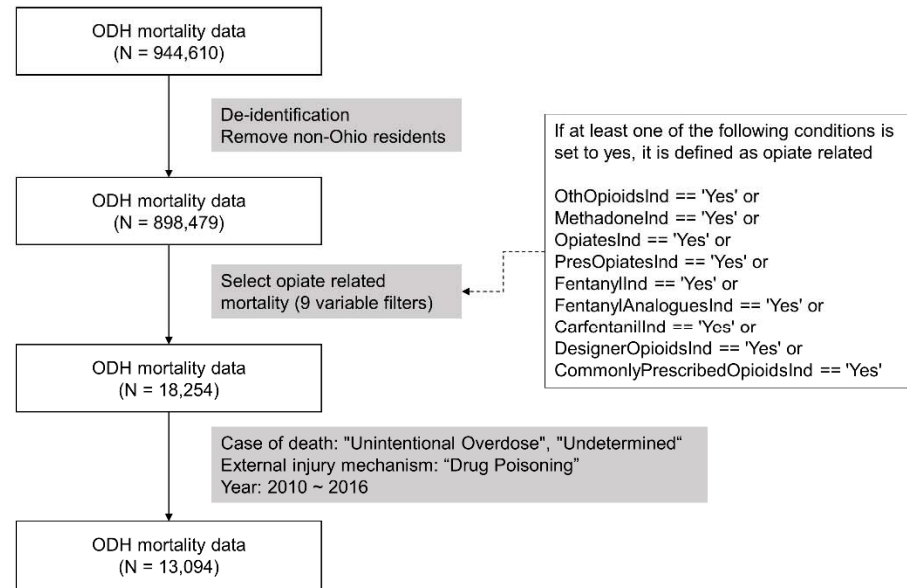 ODH mortality data
(N = 944,610)
De-identification
Remove non-Ohio residents
ODH mortality data
(N = 898,479)
Select opiate related
mortality (9 variable filters)
If at least one of the following conditions is
set to yes, it is defined as opiate related
OthOpioidsInd == 'Yes' or
MethadoneInd == 'Yes' or
OpiatesInd == 'Yes' or
PresOpiatesInd == 'Yes' or
FentanylInd == 'Yes' or
FentanylAnaloguesInd == 'Yes' or
CarfentanilInd == 'Yes' or
DesignerOpioidsInd == 'Yes' or
CommonlyPrescribedOpioidsInd == 'Yes'
ODH mortality data
(N = 18,254)
Case of death: "Unintentional Overdose", "Undetermined“
External injury mechanism: “Drug Poisoning”
Year: 2010 ~ 2016
ODH mortality data
(N = 13,094)